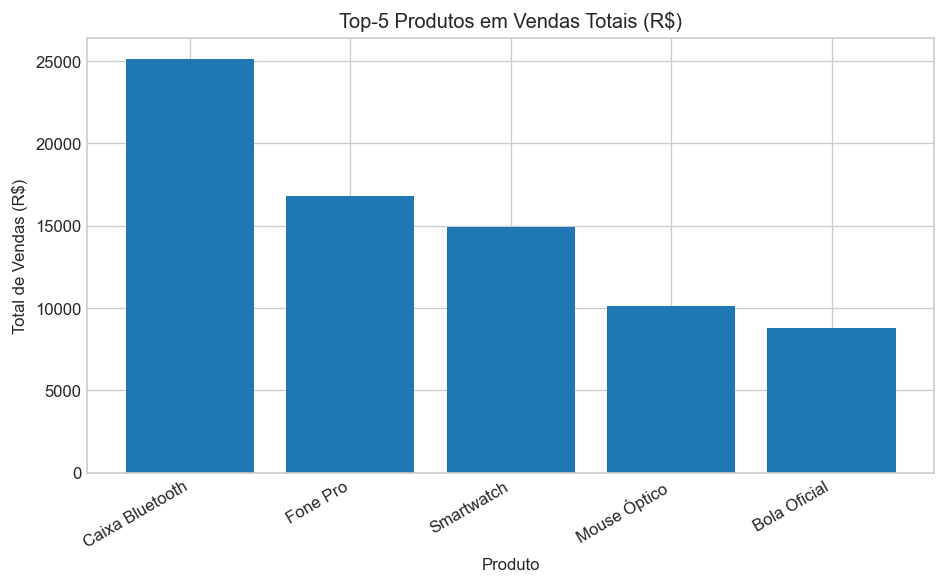 Top-5 Produtos em Vendas Totais (R$)
Total de Vendas (R$)
25000
20000
15000
10000
5000
0
Caixa Bluetooth
Fone Pro
Smartwatch
Mouse Óptico
Bola Oficial
Produto